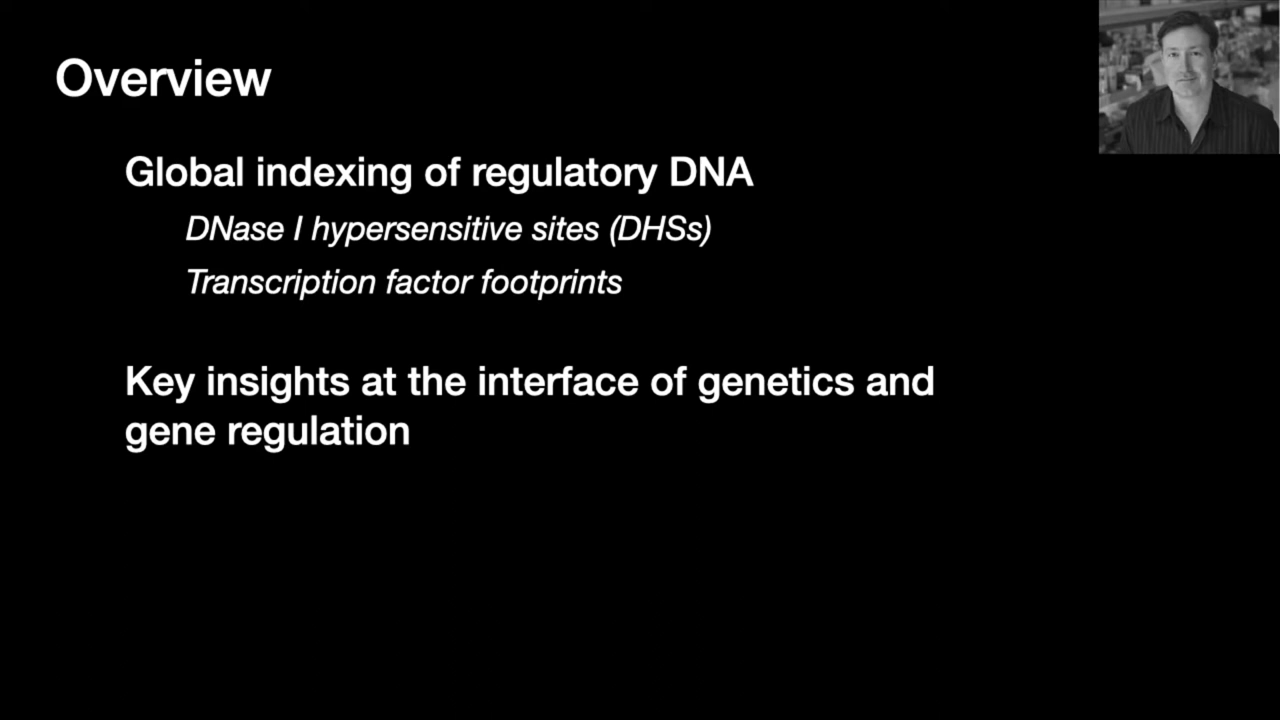 Overview
Global indexing of regulatory DNA
DNase I hypersensitive sites (DHSs)
Transcription factor footprints
Key insights at the interface of genetics and
gene regulation